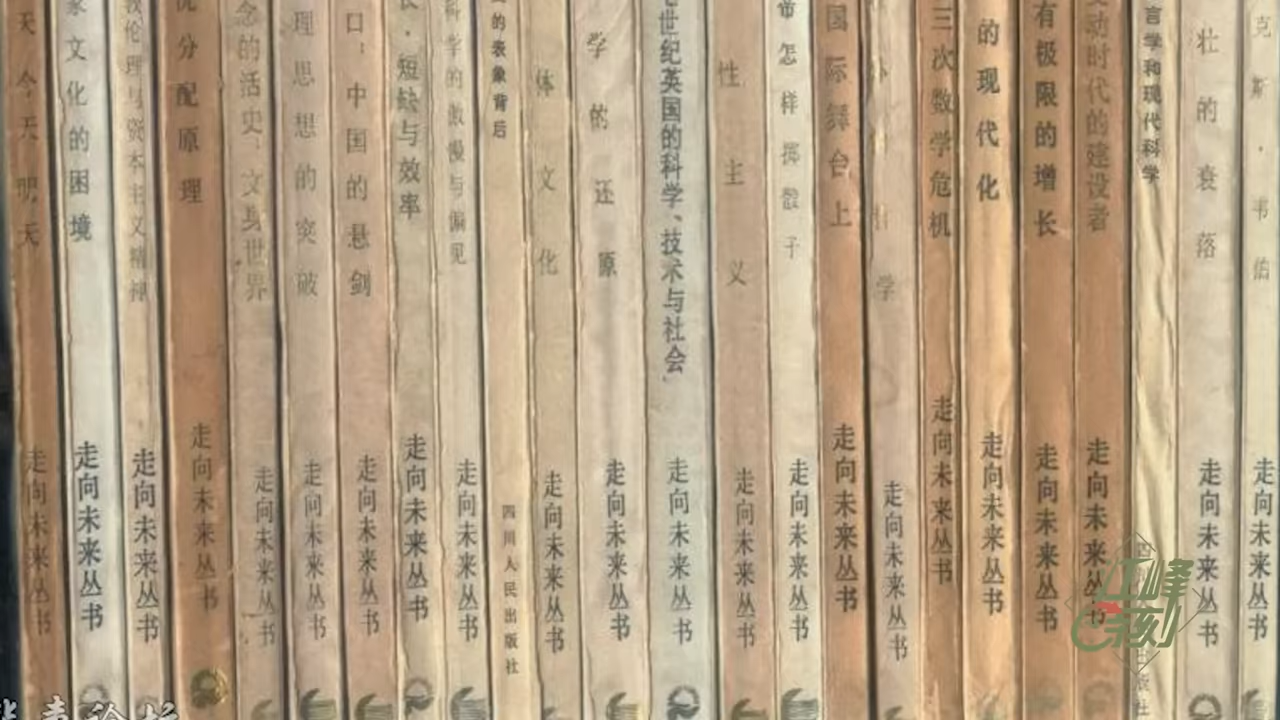 天今天明天
走向未来丛书
家文化的困境
走向未来丛书
教伦理与资本主义精神
走向未来丛书
分配原理
走向未来丛书
念的活史：文身世界
走向未来丛书
理思想的突破
走向未来丛书
口：中国的悬剑
走向未来丛书
长·短缺与效率
走向未来丛书
科学的傲慢与偏见
走向未来丛书
的表象背后
四川人民出版社
体文化
走向未来丛书
学的还原
走向未来丛书
世纪英国的科学、技术与社会
走向未来丛书
性主义
走向未来丛书
帝怎样掷骰子
走向未来丛书
国际舞台上
走向未来丛书
学
走向未来丛书
三次数学危机
走向未来丛书
的现代化
走向未来丛书
有极限的增长
走向未来丛书
变动时代的建设者
走向未来丛书
言学和现代科学
壮的衰落
走向未来丛书
克斯·韦伯
走向未来丛书